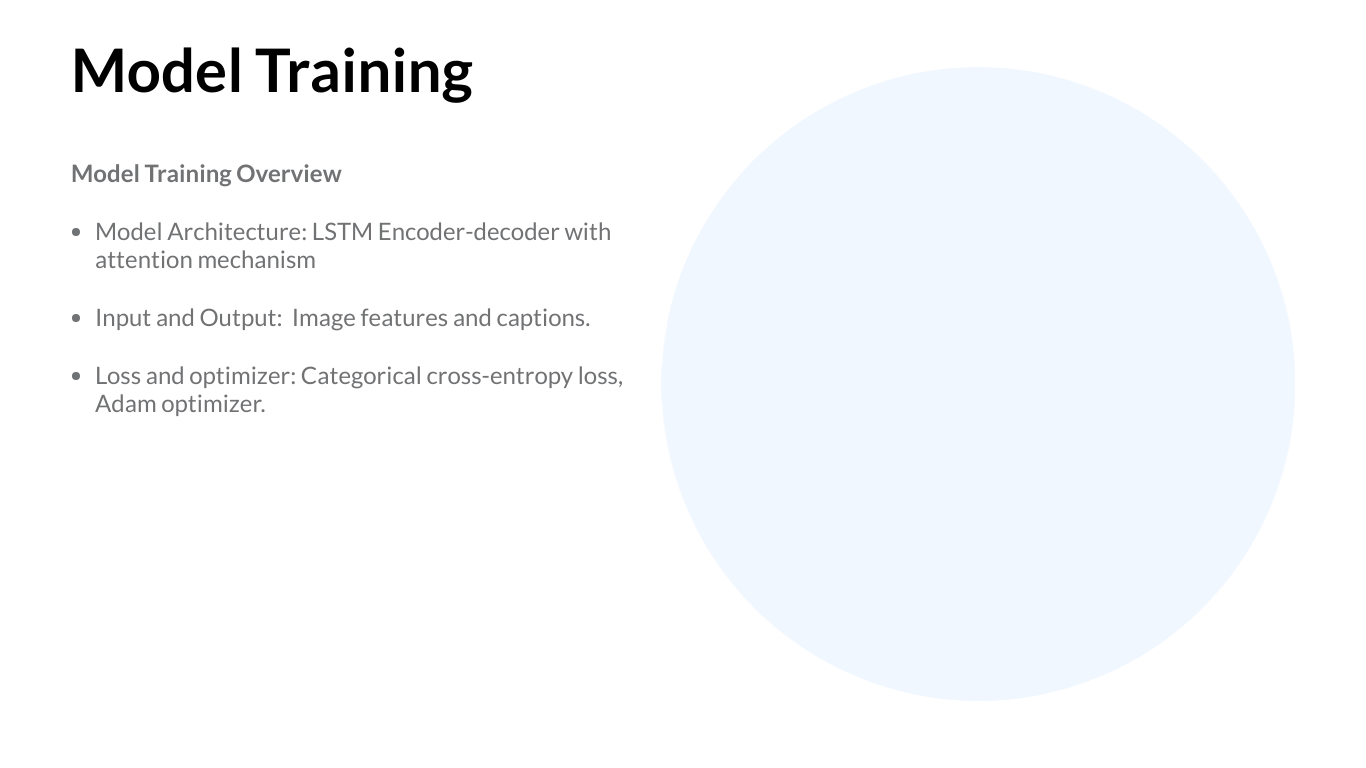 Model Training
Model Training Overview
• Model Architecture: LSTM Encoder-decoder with
attention mechanism
• Input and Output:  Image features and captions.
• Loss and optimizer: Categorical cross-entropy loss,
Adam optimizer.